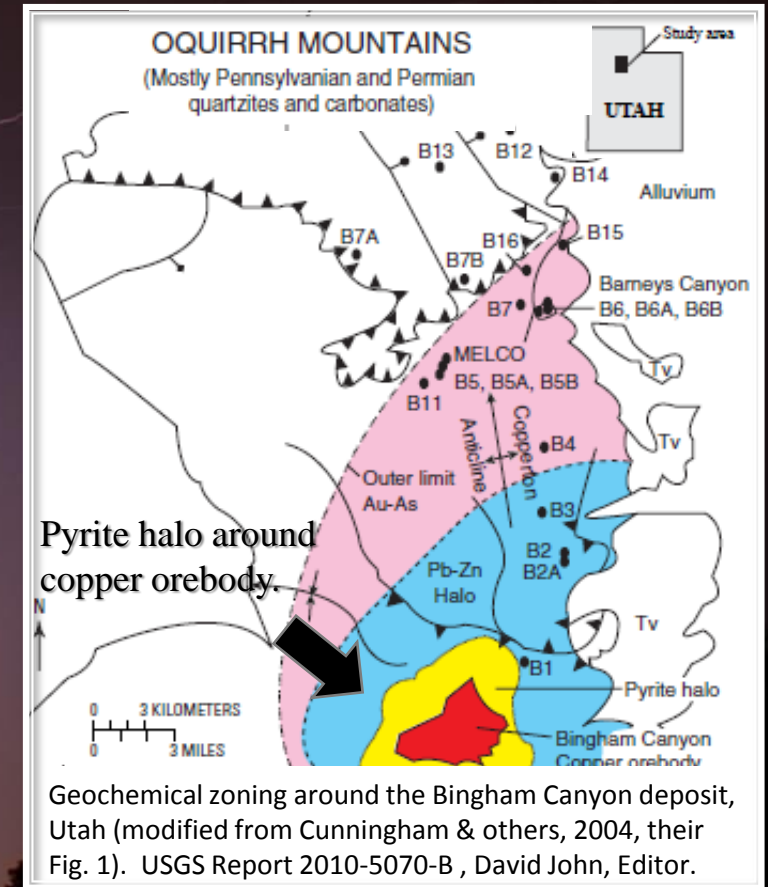 OQUIRRH MOUNTAINS
(Mostly Pennsylvanian and Permian
quartzites and carbonates)
Study area
UTAH
B13
B12
B14
Alluvium
B7A
B16
B15
B7B
Barneys Canyon
B7
B6, B6A, B6B
MELCO
Tv
B5, B5A, B5B
B11
Anticline
Copperton
B4
Tv
Outer limit
Au-As
B3
Pyrite halo around
copper orebody.
B2
B2A
Pb-Zn
Halo
N
Tv
B1
Pyrite halo
0 3 KILOMETERS
0 3 MILES
Bingham Canyon
Copper orebody
Geochemical zoning around the Bingham Canyon deposit,
Utah (modified from Cunningham & others, 2004, their
Fig. 1).  USGS Report 2010-5070-B , David John, Editor.